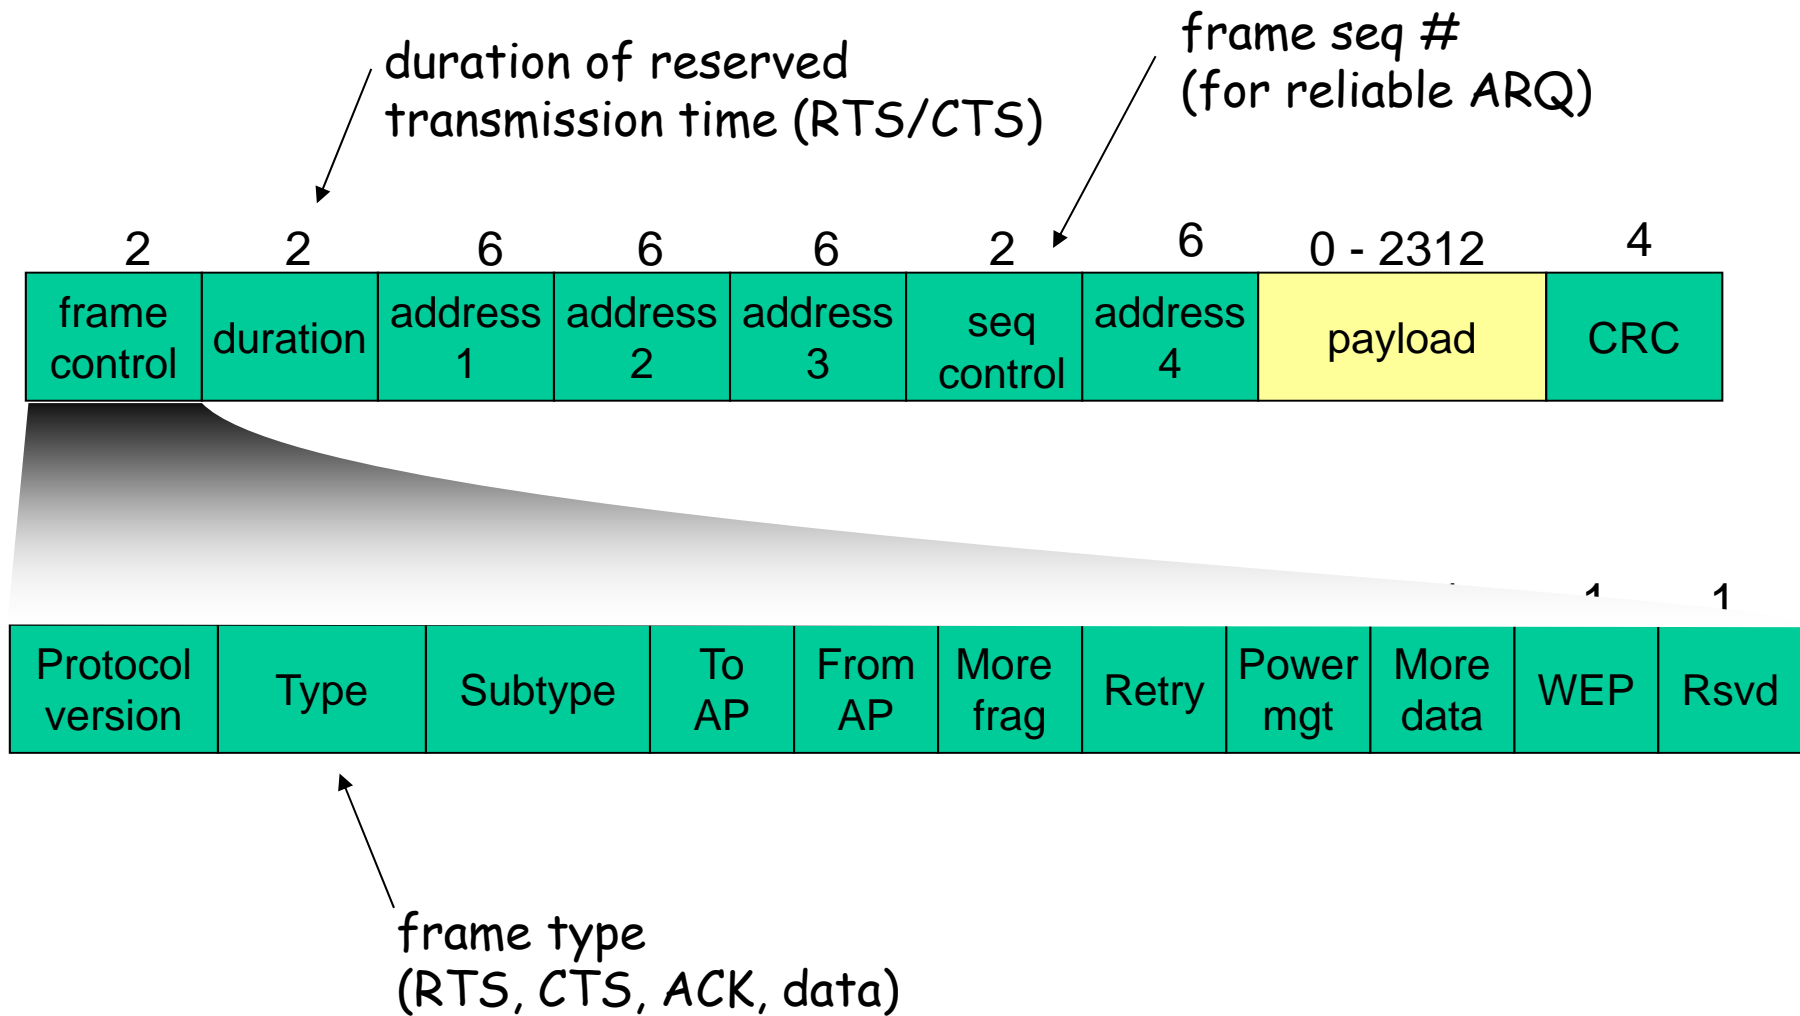 duration of reserved
transmission time (RTS/CTS)
frame seq #
(for reliable ARQ)
2 2 6 6 6 2 6 0 - 2312 4
frame
control
duration
address
1
address
2
address
3
seq
control
address
4
payload
CRC
1 1
Protocol
version
Type
Subtype
To
AP
From
AP
More
frag
Retry
Power
mgt
More
data
WEP
Rsvd
frame type
(RTS, CTS, ACK, data)